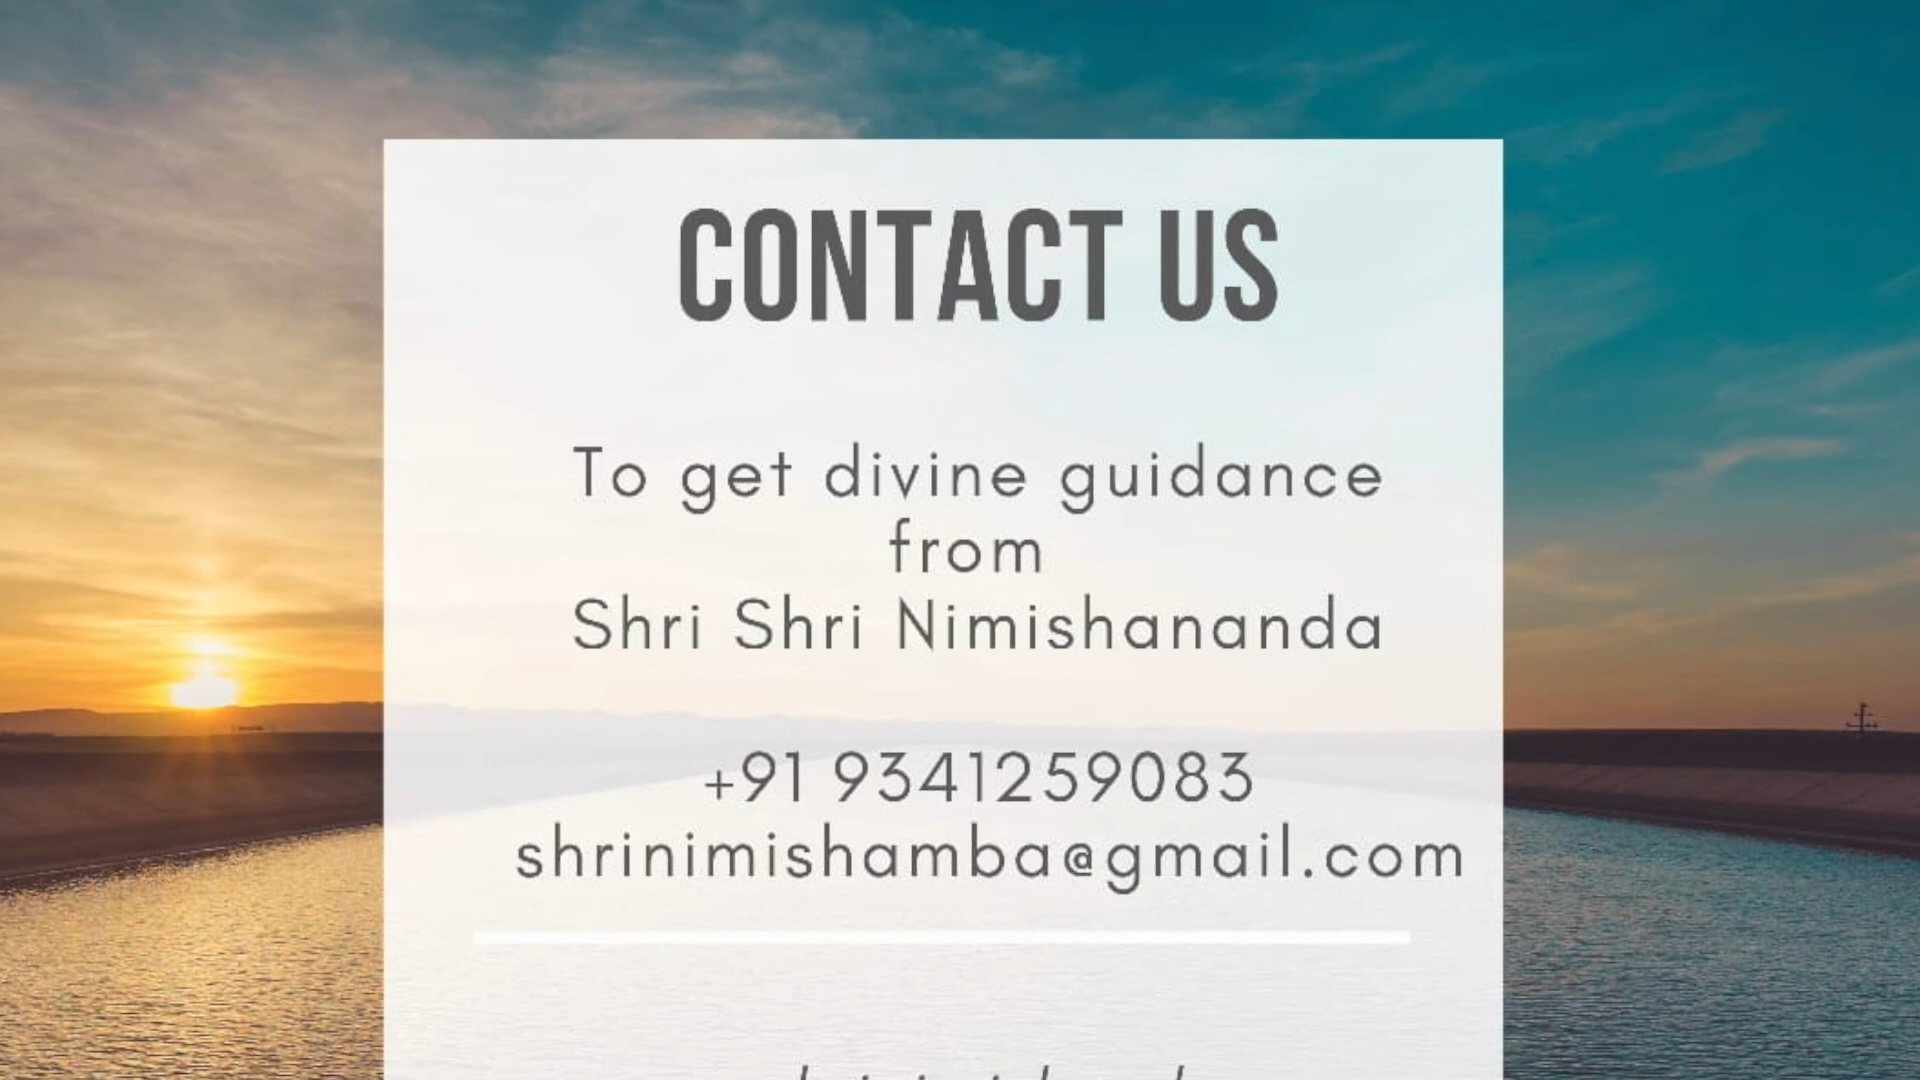 CONTACT US
To get divine guidance
from
Shri Shri Nimishananda
+91 9341259083
shrinimishamba@gmail.com